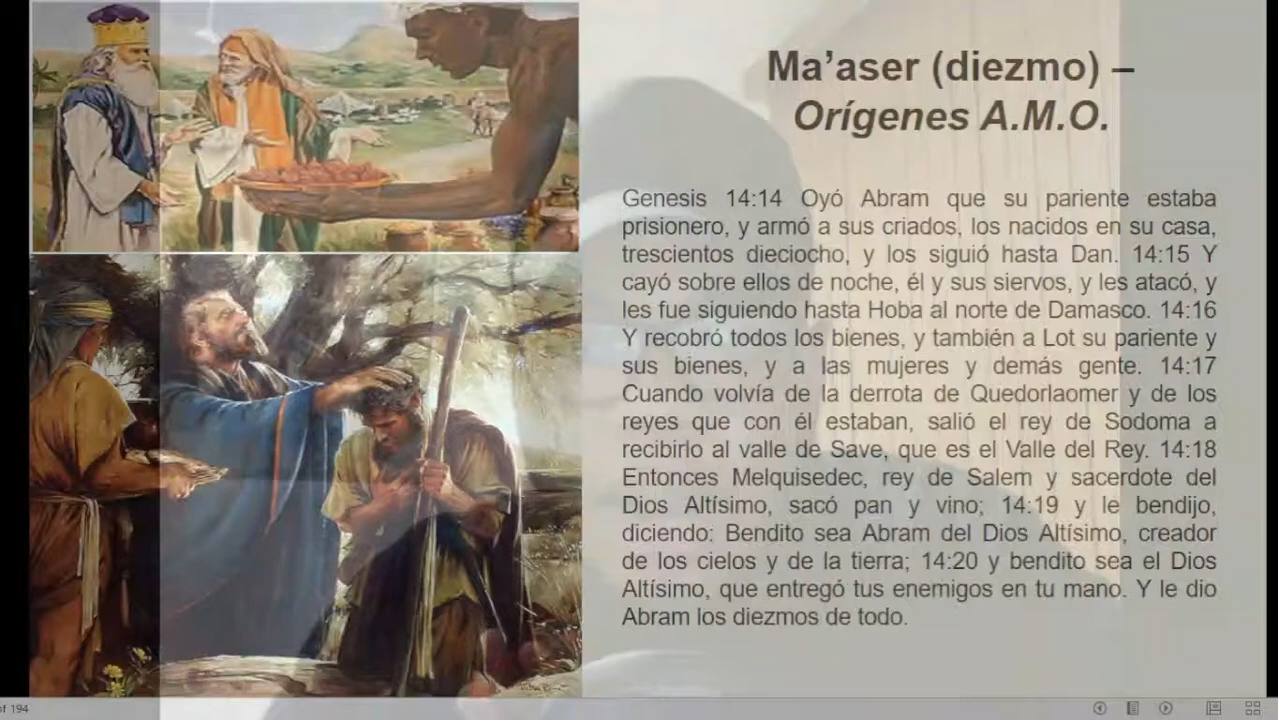 Ma’aser (diezmo) –
Orígenes A.M.O.
Genesis 14:14 Oyó Abram que su pariente estaba
prisionero, y armó a sus criados, los nacidos en su casa,
trescientos dieciocho, y los siguió hasta Dan. 14:15 Y
cayó sobre ellos de noche, él y sus siervos, y les atacó, y
les fue siguiendo hasta Hoba al norte de Damasco. 14:16
Y recobró todos los bienes, y también a Lot su pariente y
sus bienes, y a las mujeres y demás gente. 14:17
Cuando volvía de la derrota de Quedorlaomer y de los
reyes que con él estaban, salió el rey de Sodoma a
recibirlo al valle de Save, que es el Valle del Rey. 14:18
Entonces Melquisedec, rey de Salem y sacerdote del
Dios Altísimo, sacó pan y vino; 14:19 y le bendijo,
diciendo: Bendito sea Abram del Dios Altísimo, creador
de los cielos y de la tierra; 14:20 y bendito sea el Dios
Altísimo, que entregó tus enemigos en tu mano. Y le dio
Abram los diezmos de todo.
of 194